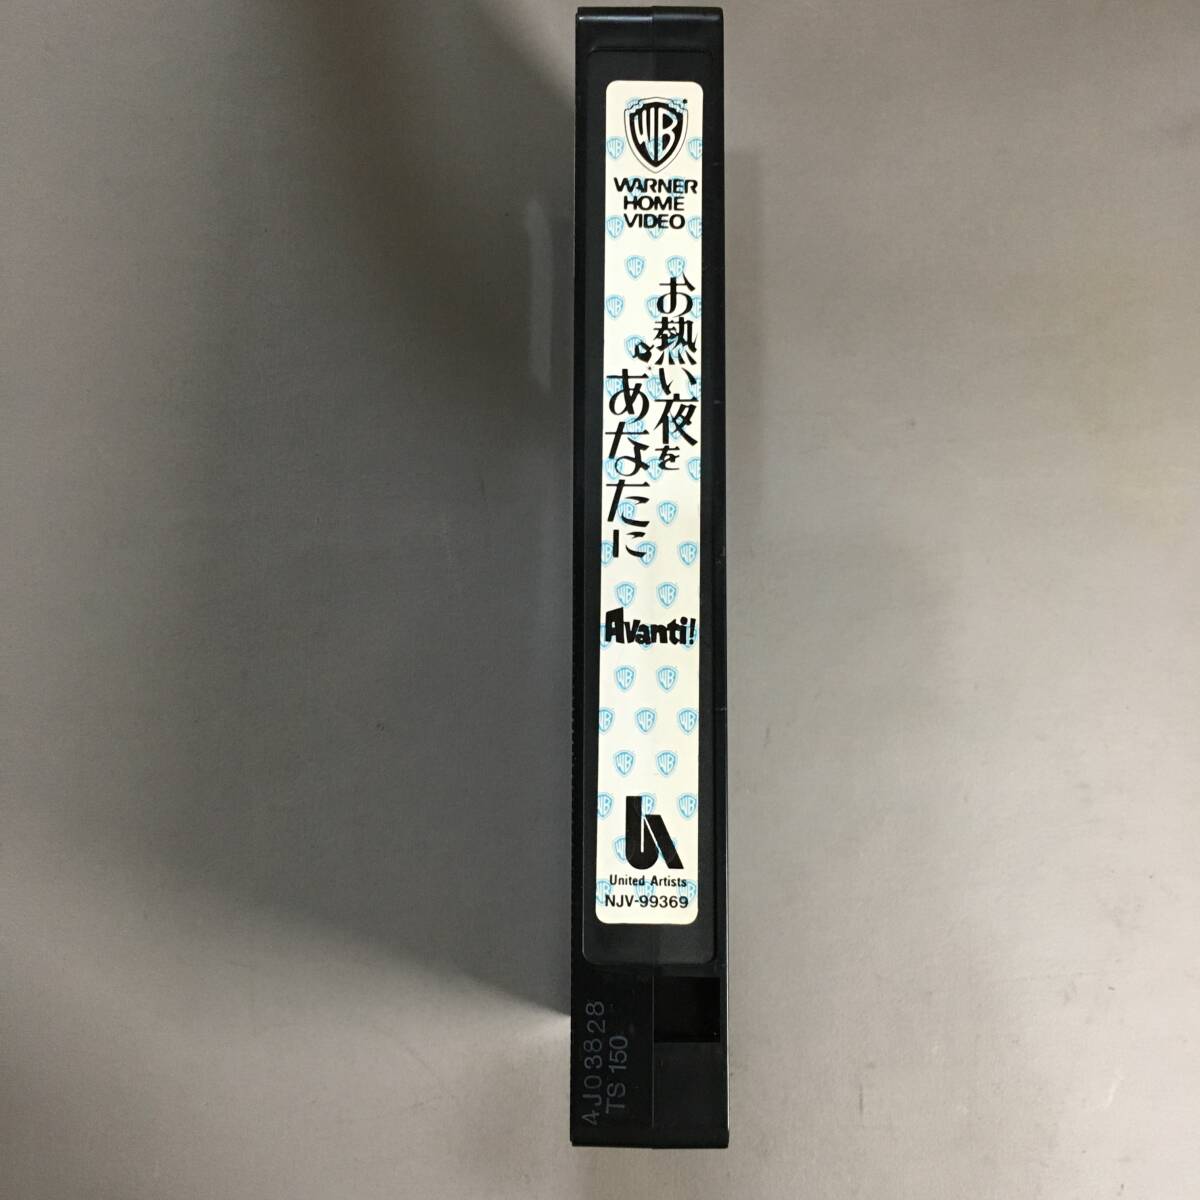 WB
WARNER
HOME
VIDEO
お熱い夜を
あなたに
Avanti!
United Artists
NJV-99369
4J03828
TS 150